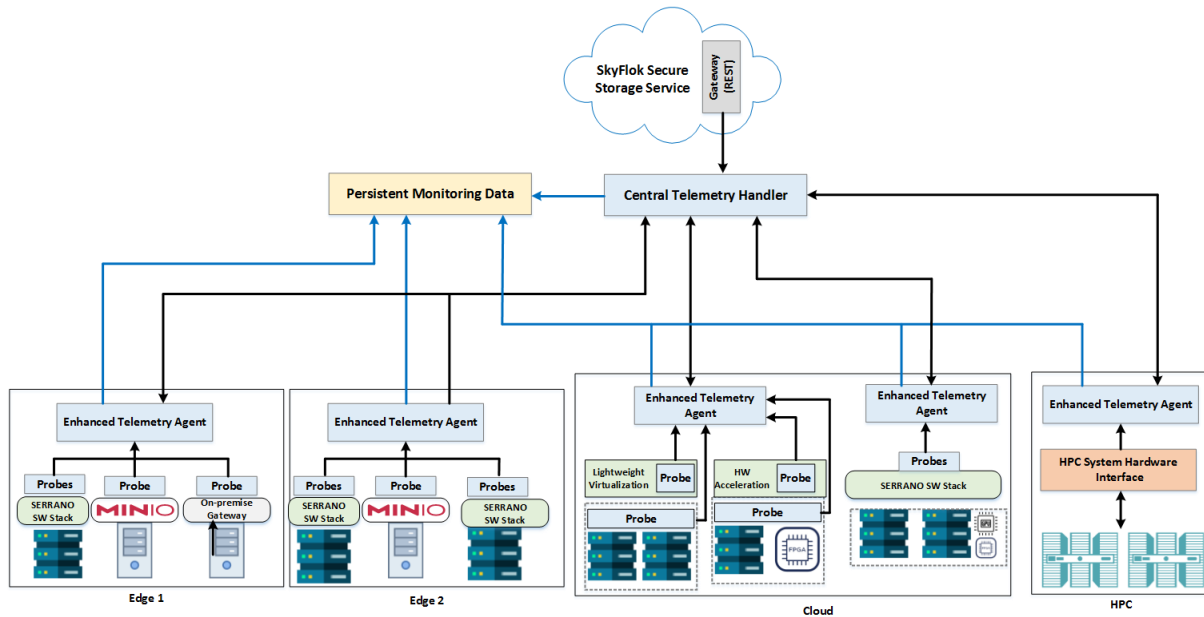 SkyFlok Secure
Storage Service
Gateway
(REST)
Persistent Monitoring Data
Central Telemetry Handler
Enhanced Telemetry Agent
Probes
Probe
Probe
SERRANO
SW Stack
MINIO
On-premise
Gateway
Edge 1
Enhanced Telemetry Agent
Probes
Probe
Probes
SERRANO
SW Stack
MINIO
SERRANO
SW Stack
Edge 2
Enhanced Telemetry
Agent
Lightweight
Virtualization
Probe
HW
Acceleration
Probe
Probe
Probe
FPGA
Enhanced Telemetry
Agent
Probes
SERRANO SW Stack
Cloud
Enhanced Telemetry Agent
HPC System Hardware
Interface
HPC